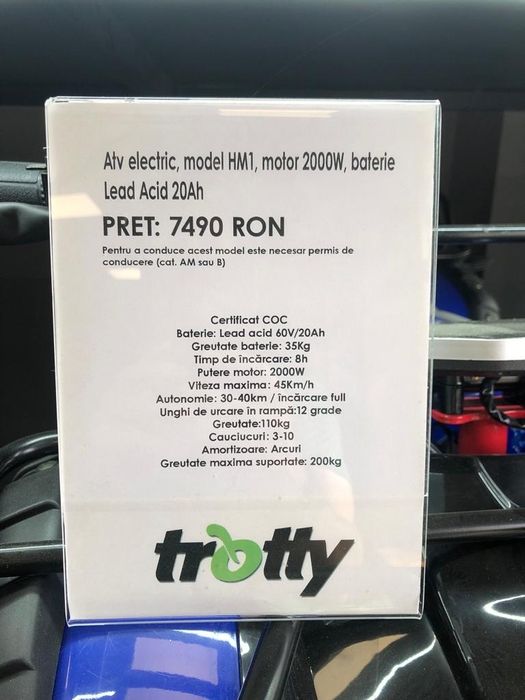 Atv electric, model HM1, motor 2000W, baterie
Lead Acid 20Ah
PRET: 7490 RON
Pentru a conduce acest model este necesar permis de
conducere (cat. AM sau B)
Certificat COC
Baterie: Lead acid 60V/20Ah
Greutate baterie: 35Kg
Timp de încărcare: 8h
Putere motor: 2000W
Viteza maxima: 45Km/h
Autonomie: 30-40km / încărcare full
Unghi de urcare în rampă:12 grade
Greutate:110kg
Cauciucuri: 3-10
Amortizoare: Arcuri
Greutate maxima suportate: 200kg
trotty